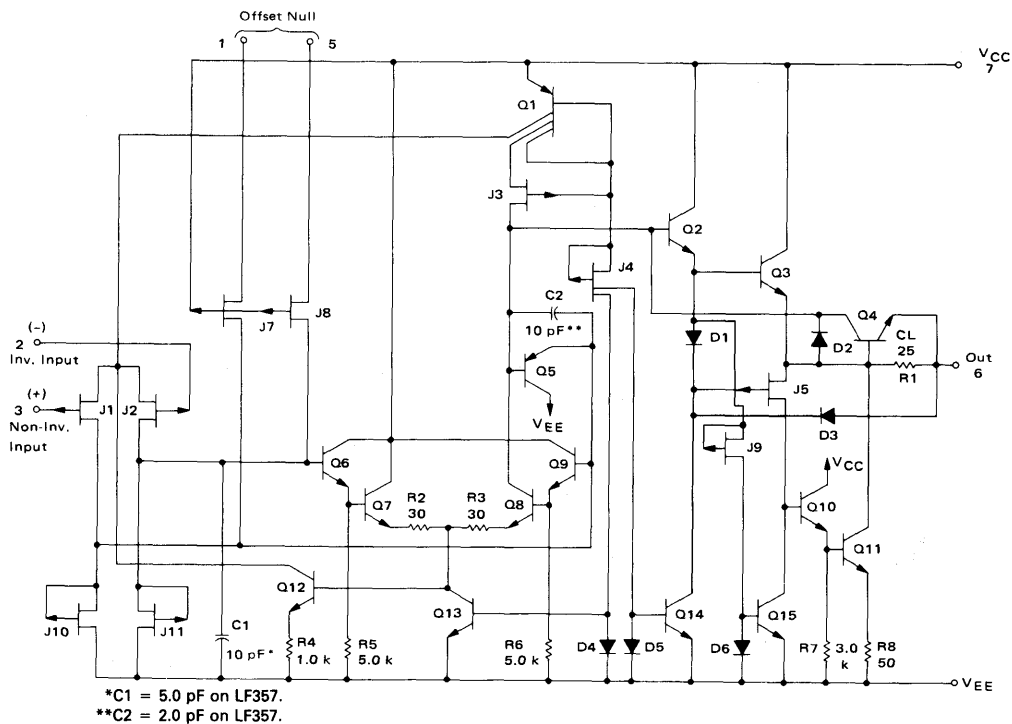 Offset Null
1
5
VCC
7
Q1
J3
Q2
Q3
J4
Q4
C2
10 pF**
J7
J8
(-)
2
Inv. Input
D1
D2
CL
25
R1
Out
6
Q5
VEE
J5
D3
(+)
3
Non-Inv.
Input
J1
J2
J9
VCC
Q6
Q9
Q7
R2
30
R3
30
Q8
Q10
Q11
Q12
Q13
Q14
Q15
J10
J11
C1
10 pF*
R4
1.0 k
R5
5.0 k
R6
5.0 k
D4
D5
D6
R7
3.0
k
R8
50
VEE
*C1 = 5.0 pF on LF357.
**C2 = 2.0 pF on LF357.